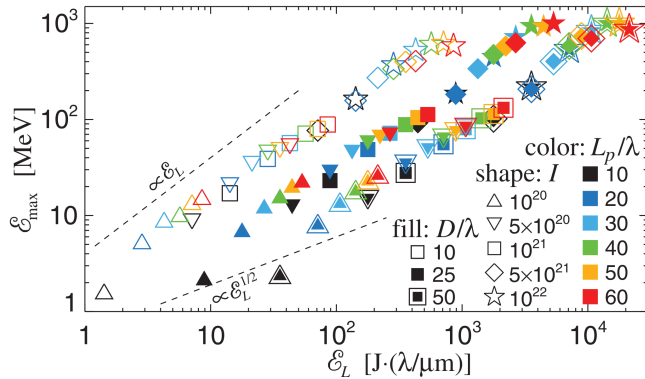 10³
10²
10
1
ℰmax [MeV]
∝ℰL
∝ℰL^1/2
fill: D/λ
10
25
50
shape: I
10²⁰
5×10²⁰
10²¹
5×10²¹
10²²
color: Lp/λ
10
20
30
40
50
60
1 10 10² 10³ 10⁴
ℰL [J·(λ/μm)]